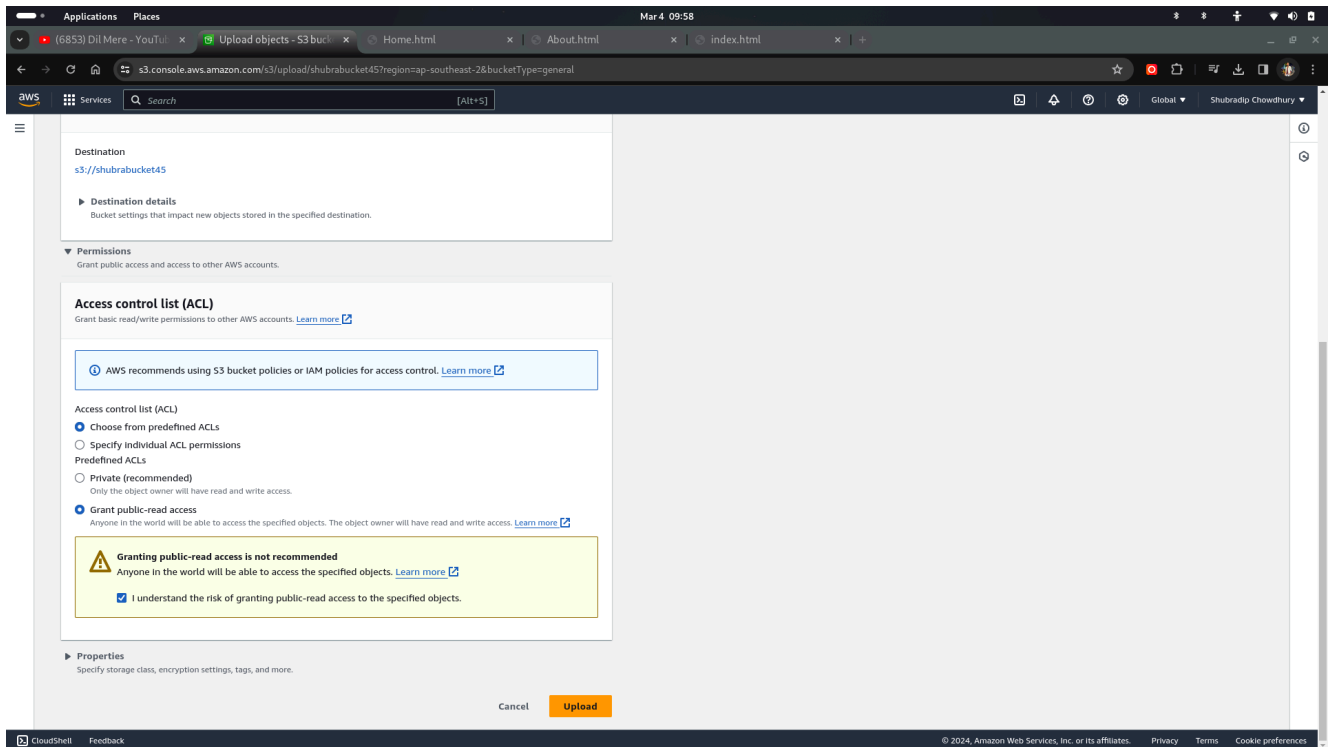 Applications Places
Mar 4 09:58
(6853) Dil Mere - YouTub
Upload objects - S3 buck
Home.html
About.html
index.html
s3.console.aws.amazon.com/s3/upload/shubrabucket45?region=ap-southeast-2&bucketType=general
aws
Services
Search
[Alt+S]
Global
Shubradip Chowdhury
Destination
s3://shubrabucket45
Destination details
Bucket settings that impact new objects stored in the specified destination.
Permissions
Grant public access and access to other AWS accounts.
Access control list (ACL)
Grant basic read/write permissions to other AWS accounts. Learn more
AWS recommends using S3 bucket policies or IAM policies for access control. Learn more
Access control list (ACL)
Choose from predefined ACLs
Specify individual ACL permissions
Predefined ACLs
Private (recommended)
Only the object owner will have read and write access.
Grant public-read access
Anyone in the world will be able to access the specified objects. The object owner will have read and write access. Learn more
Granting public-read access is not recommended
Anyone in the world will be able to access the specified objects. Learn more
I understand the risk of granting public-read access to the specified objects.
Properties
Specify storage class, encryption settings, tags, and more.
Cancel
Upload
CloudShell
Feedback
© 2024, Amazon Web Services, Inc. or its affiliates.
Privacy
Terms
Cookie preferences